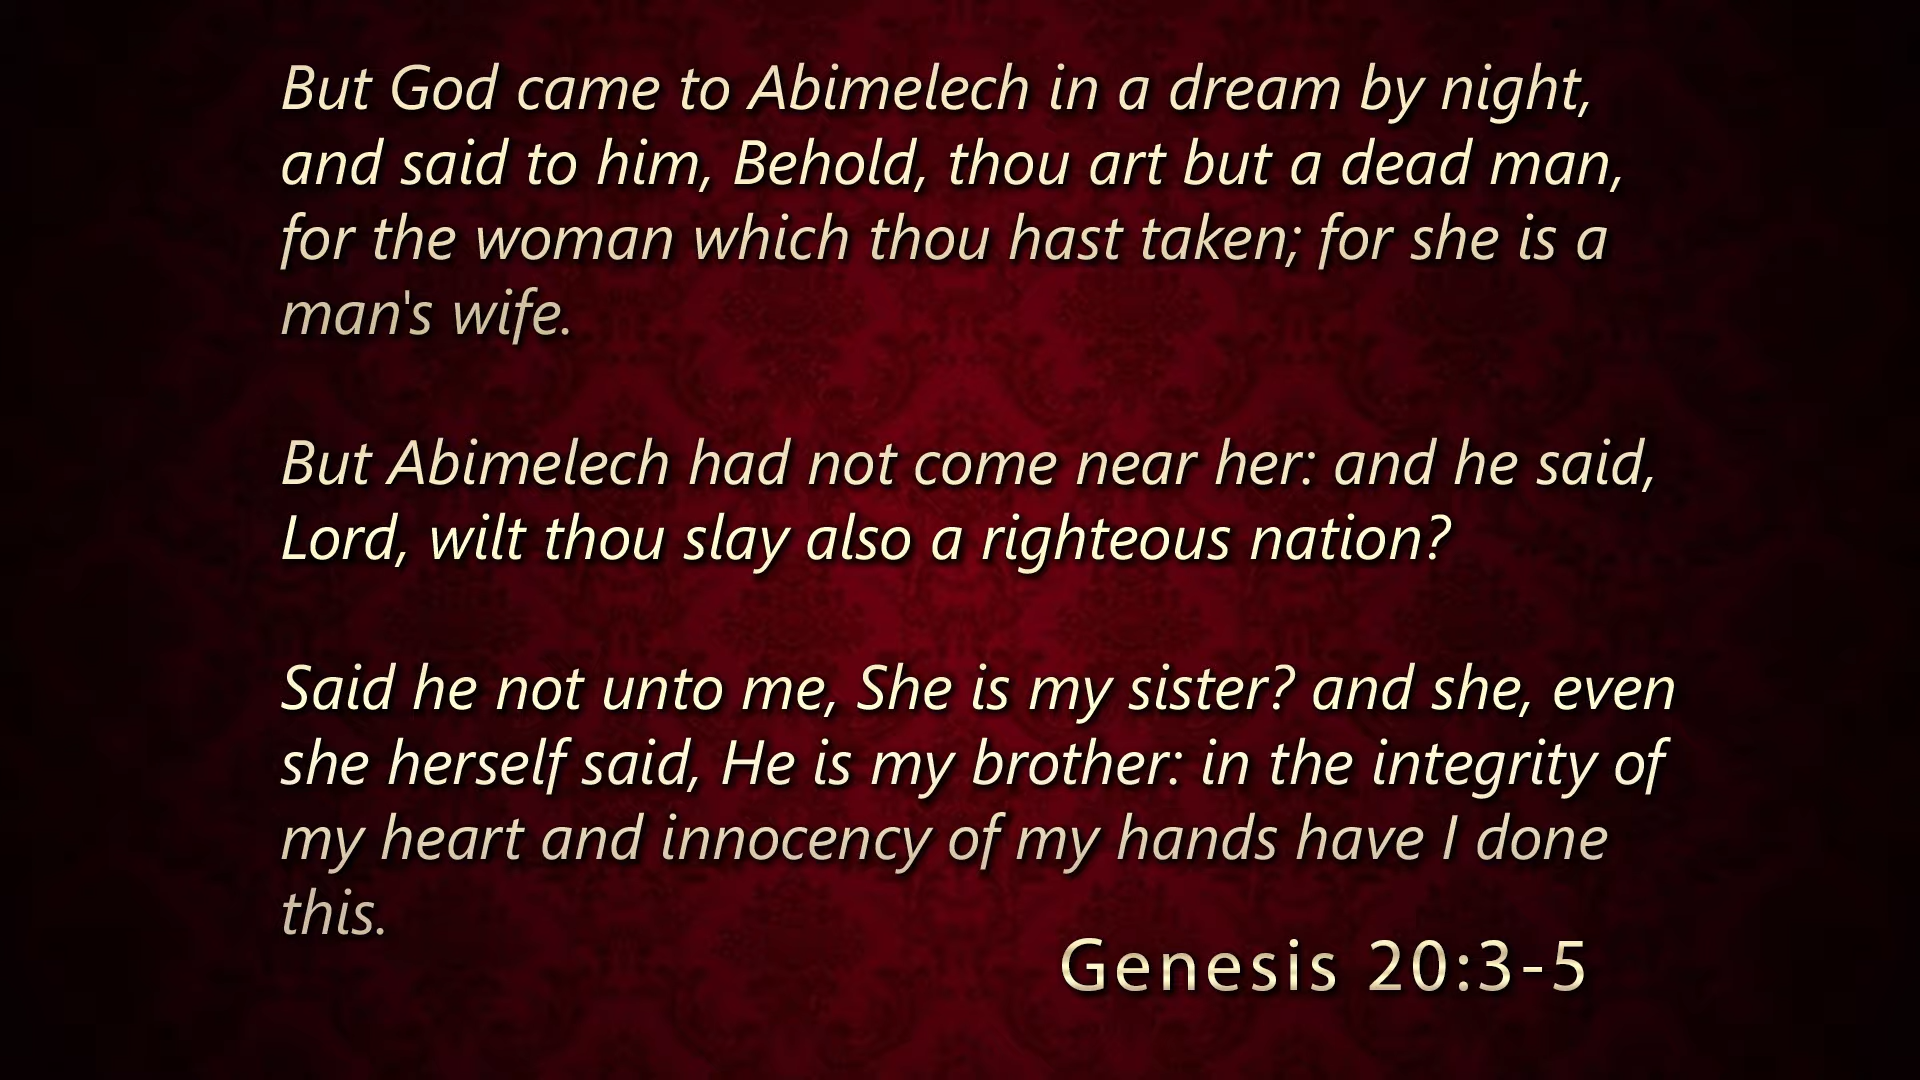 But God came to Abimelech in a dream by night,
and said to him, Behold, thou art but a dead man,
for the woman which thou hast taken; for she is a
man's wife.
But Abimelech had not come near her: and he said,
Lord, wilt thou slay also a righteous nation?
Said he not unto me, She is my sister? and she, even
she herself said, He is my brother: in the integrity of
my heart and innocency of my hands have I done
this.
Genesis 20:3-5